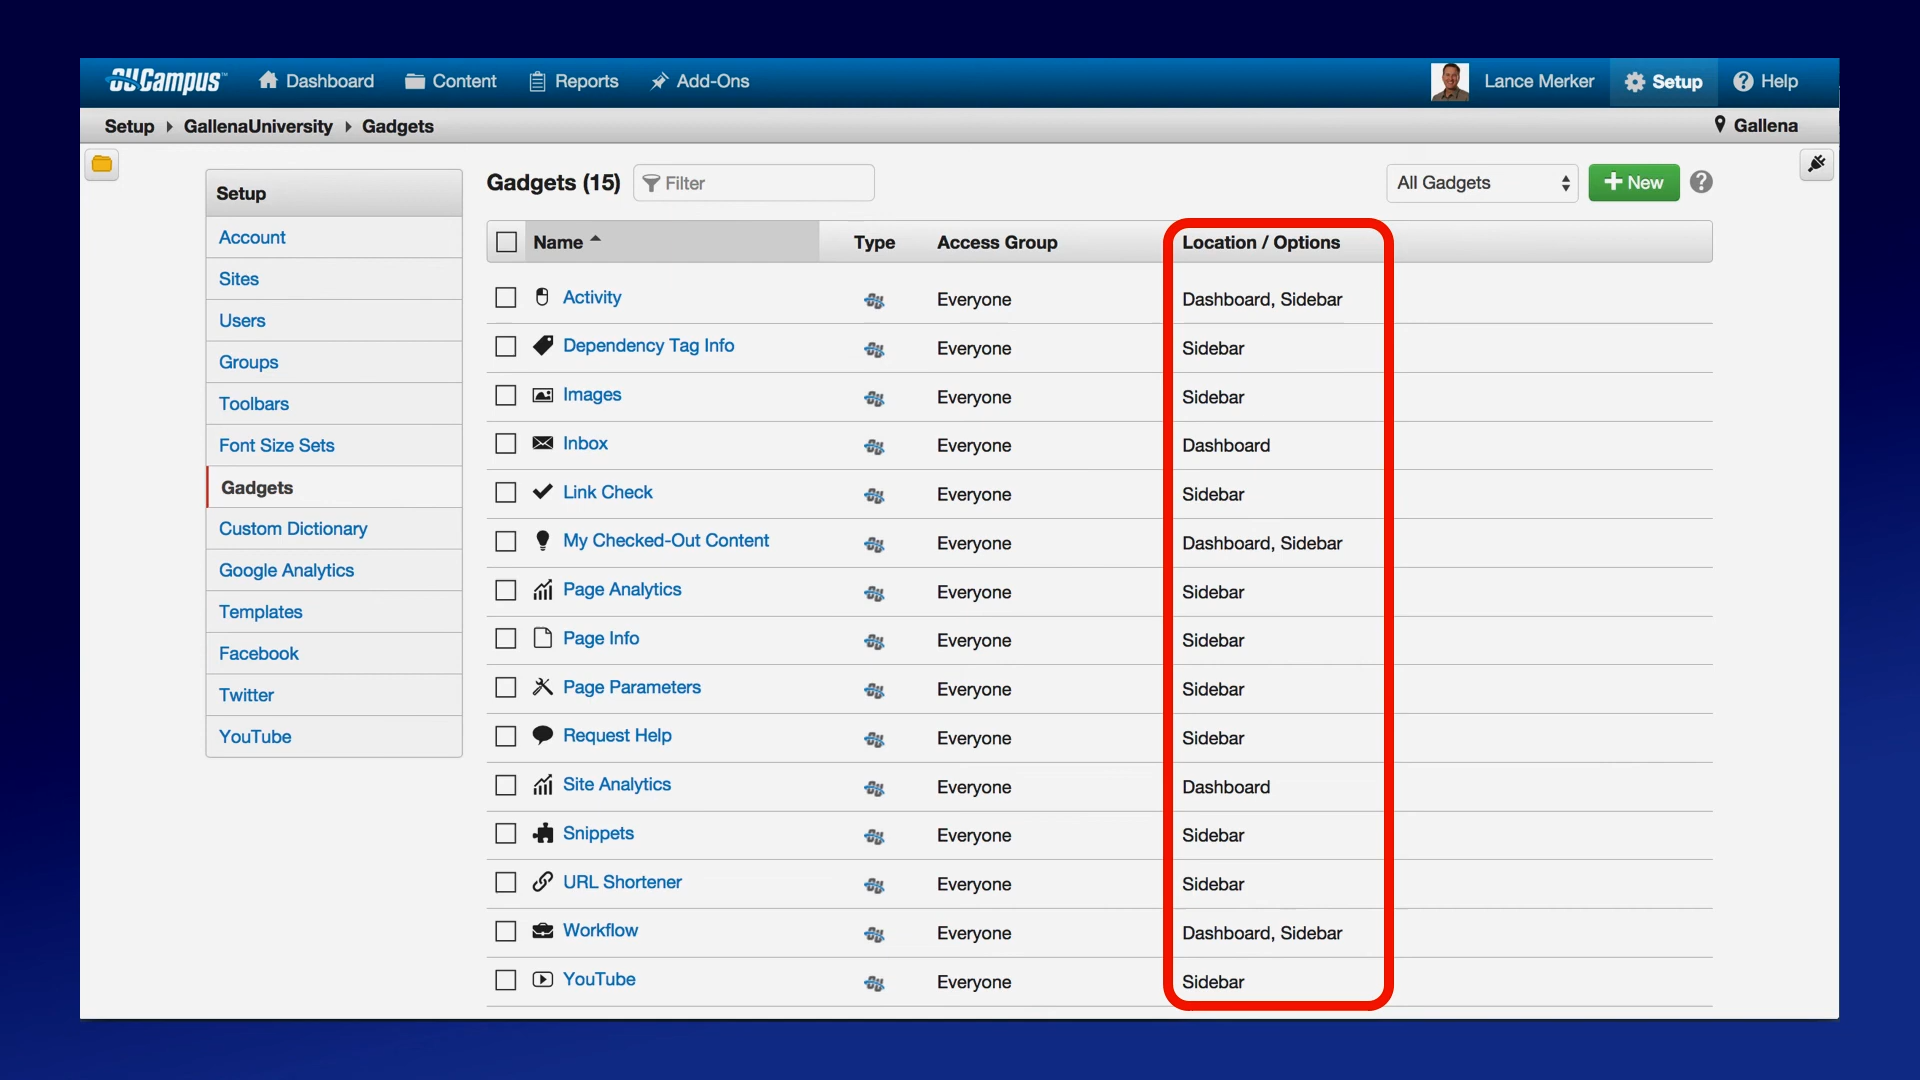 OUCampus™ Dashboard Content Reports Add-Ons Lance Merker Setup Help
Setup GallenaUniversity Gadgets Gallena
Setup
Account
Sites
Users
Groups
Toolbars
Font Size Sets
Gadgets
Custom Dictionary
Google Analytics
Templates
Facebook
Twitter
YouTube
Gadgets (15) Filter All Gadgets New
Name Type Access Group Location / Options
Activity Everyone Dashboard, Sidebar
Dependency Tag Info Everyone Sidebar
Images Everyone Sidebar
Inbox Everyone Dashboard
Link Check Everyone Sidebar
My Checked-Out Content Everyone Dashboard, Sidebar
Page Analytics Everyone Sidebar
Page Info Everyone Sidebar
Page Parameters Everyone Sidebar
Request Help Everyone Sidebar
Site Analytics Everyone Dashboard
Snippets Everyone Sidebar
URL Shortener Everyone Sidebar
Workflow Everyone Dashboard, Sidebar
YouTube Everyone Sidebar